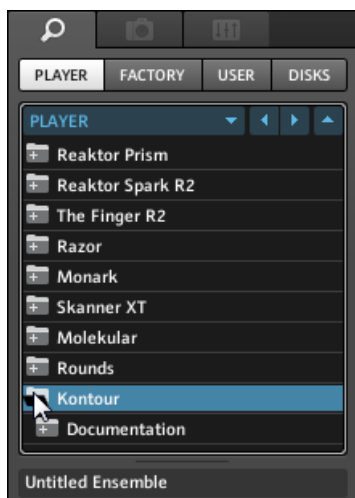 PLAYER FACTORY USER DISKS
PLAYER
Reaktor Prism
Reaktor Spark R2
The Finger R2
Razor
Monark
Skanner XT
Molekular
Rounds
Kontour
Documentation
Untitled Ensemble